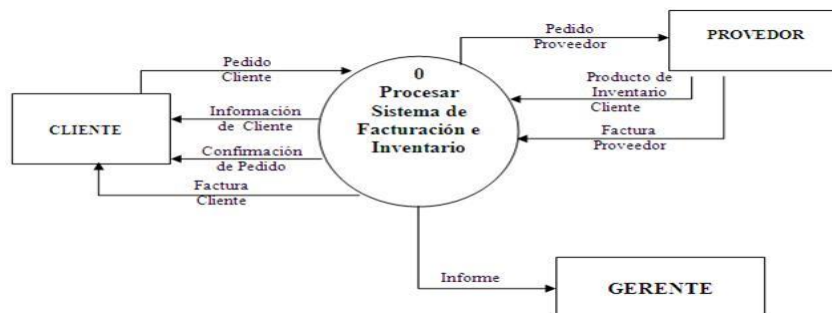 Pedido
Proveedor
PROVEDOR
Pedido
Cliente
0
Procesar
Sistema de
Facturación e
Inventario
Producto de
Inventario
Cliente
CLIENTE
Información
de Cliente
Factura
Proveedor
Confirmación
de Pedido
Factura
Cliente
Informe
GERENTE